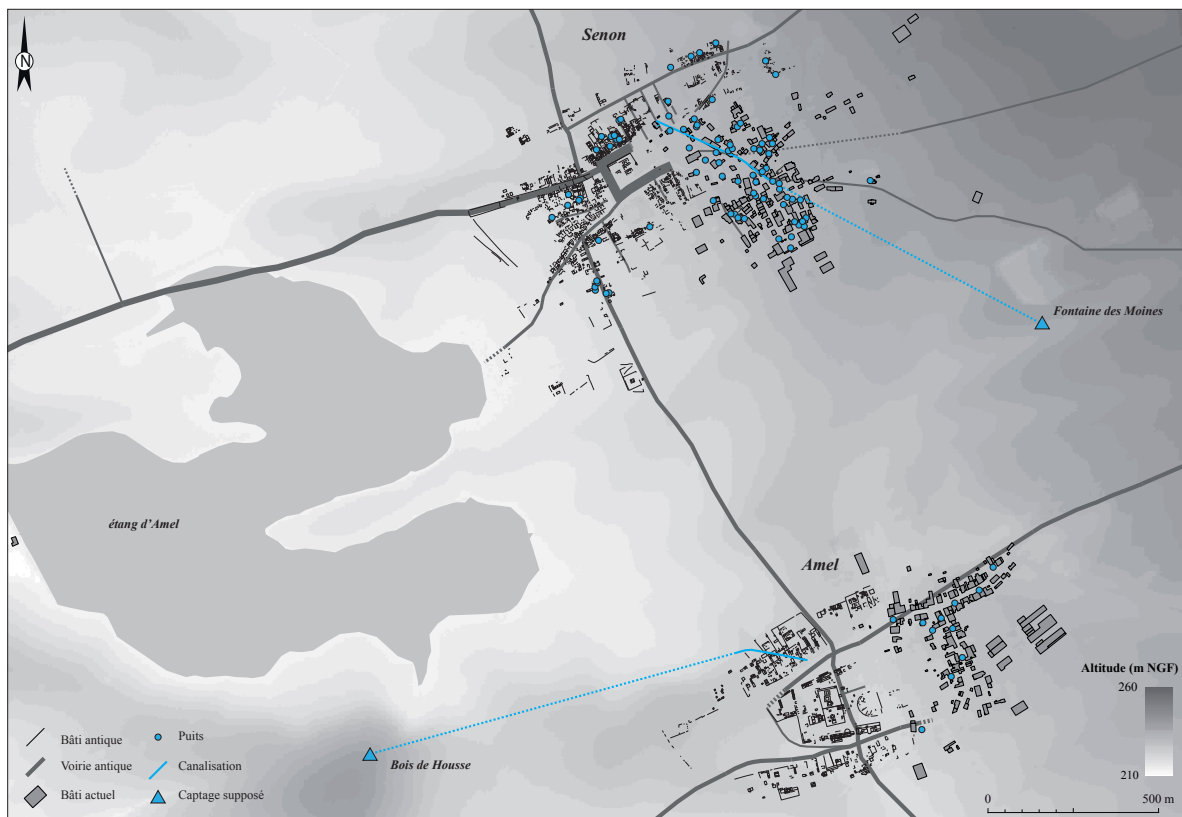 N
Senon
Fontaine des Moines
étang d'Amel
Amel
Bois de Housse
Altitude (m NGF)
260
210
0 500 m
Bâti antique
Puits
Voirie antique
Canalisation
Bâti actuel
Captage supposé